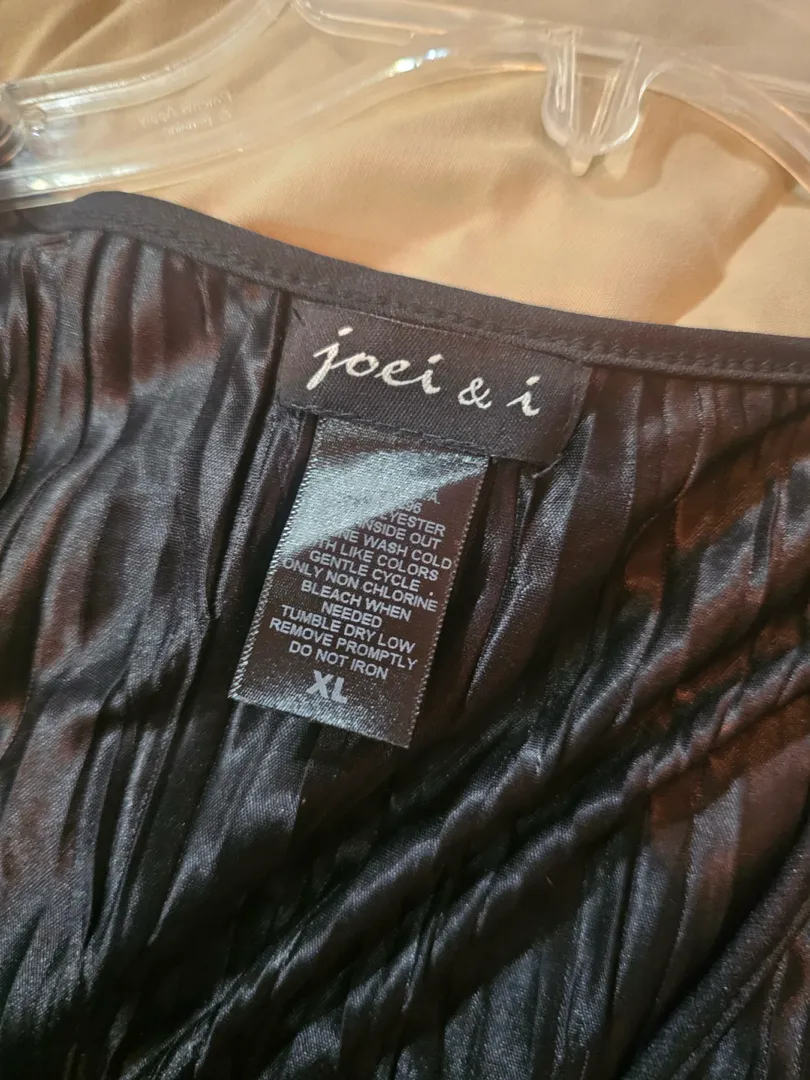 joei & i
INSIDE OUT
WASH COLD
LIKE COLORS
GENTLE CYCLE
ONLY NON CHLORINE
BLEACH WHEN
NEEDED
TUMBLE DRY LOW
REMOVE PROMPTLY
DO NOT IRON
XL